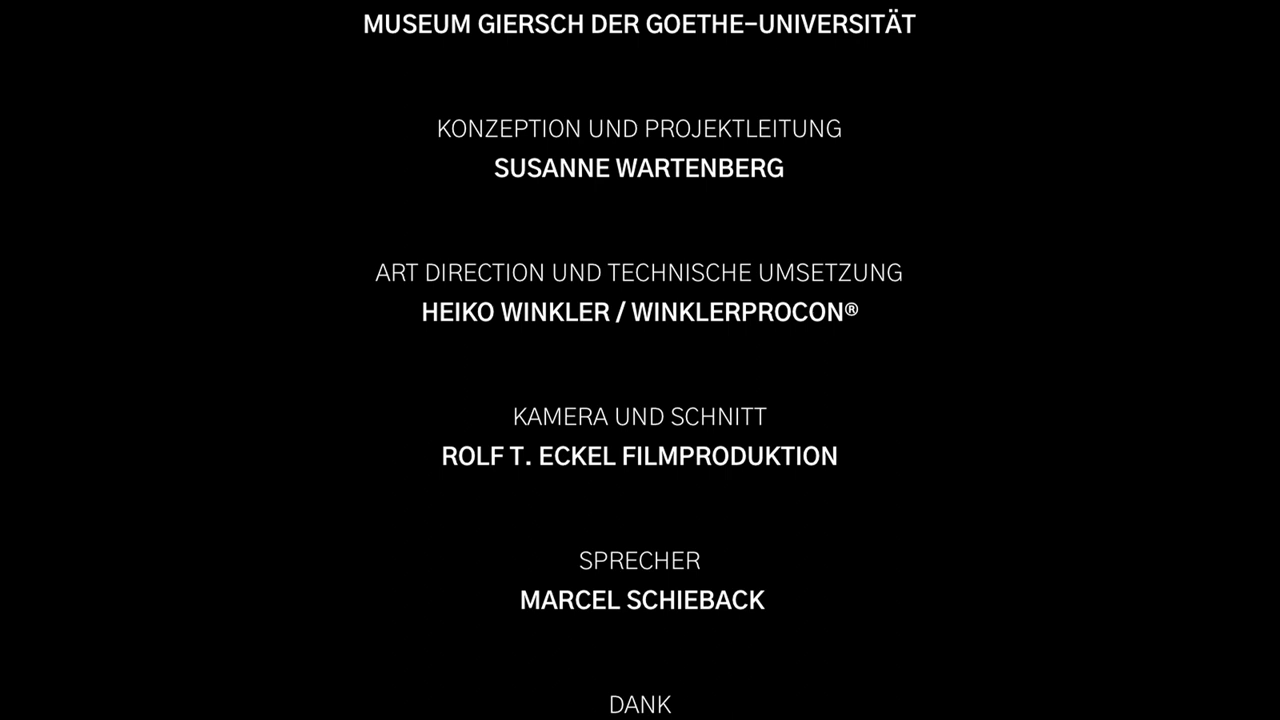 MUSEUM GIERSCH DER GOETHE-UNIVERSITÄT
KONZEPTION UND PROJEKTLEITUNG
SUSANNE WARTENBERG
ART DIRECTION UND TECHNISCHE UMSETZUNG
HEIKO WINKLER / WINKLERPROCON®
KAMERA UND SCHNITT
ROLF T. ECKEL FILMPRODUKTION
SPRECHER
MARCEL SCHIEBACK
DANK